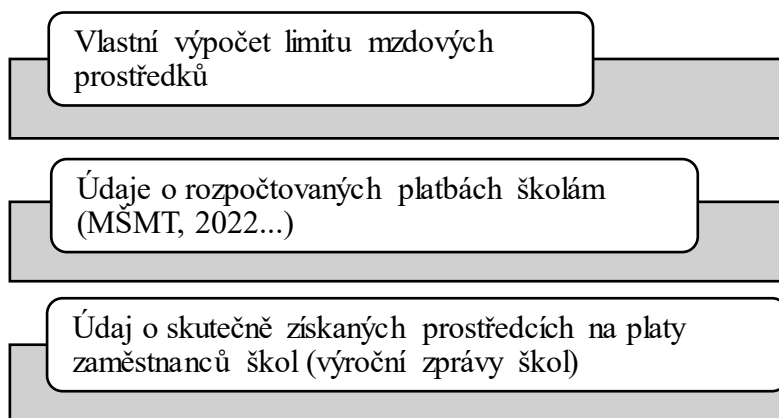 Vlastní výpočet limitu mzdových
prostředků
Údaje o rozpočtovaných platbách školám
(MŠMT, 2022...)
Údaj o skutečně získaných prostředcích na platy
zaměstnanců škol (výroční zprávy škol)